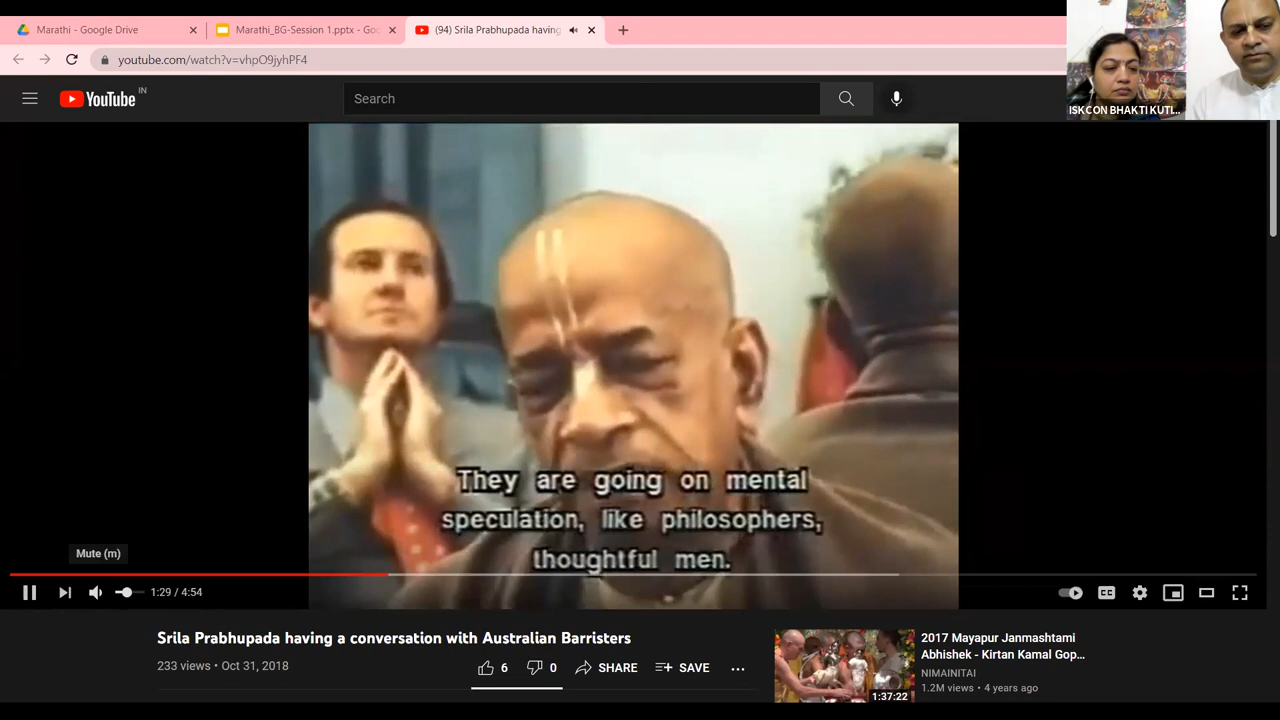 Marathi - Google Drive
Marathi_BG-Session 1.pptx - Goo
(94) Srila Prabhupada having
youtube.com/watch?v=vhpO9jyhPF4
ISKCON BHAKTI KUTI...
YouTube IN
Search
They are going on mental
speculation, like philosophers,
thoughtful men.
Mute (m)
1:29 / 4:54
CC
Srila Prabhupada having a conversation with Australian Barristers
233 views • Oct 31, 2018
6
0
SHARE
SAVE
2017 Mayapur Janmashtami
Abhishek - Kirtan Kamal Gop...
NIMAINITAI
1.2M views • 4 years ago
1:37:22